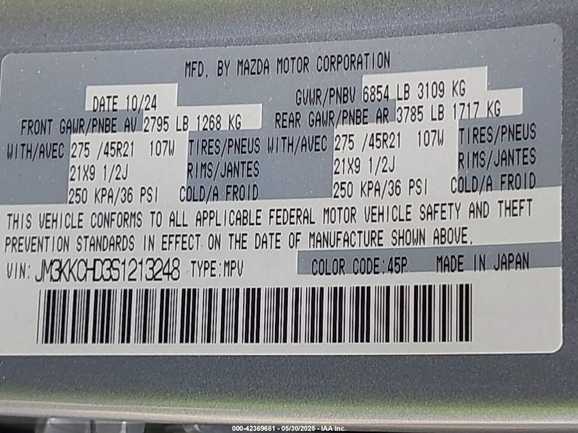 MFD. BY MAZDA MOTOR CORPORATION
DATE 10/24 GVWR/PNBV 6854 LB 3109 KG
FRONT GAWR/PNBE AV 2795 LB 1268 KG REAR GAWR/PNBE AR 3785 LB 1717 KG
WITH/AVEC 275 /45R21 107W TIRES/PNEUS WITH/AVEC 275 /45R21 107W TIRES/PNEUS
21X9 1/2J RIMS/JANTES 21X9 1/2J RIMS/JANTES
250 KPA/36 PSI COLD/A FROID 250 KPA/36 PSI COLD/A FROID
THIS VEHICLE CONFORMS TO ALL APPLICABLE FEDERAL MOTOR VEHICLE SAFETY AND THEFT
PREVENTION STANDARDS IN EFFECT ON THE DATE OF MANUFACTURE SHOWN ABOVE.
VIN: JM3KKCHD3S1213248 TYPE:MPV COLOR CODE:45P MADE IN JAPAN
000-42369681 - 05/30/2025 - IAA Inc.